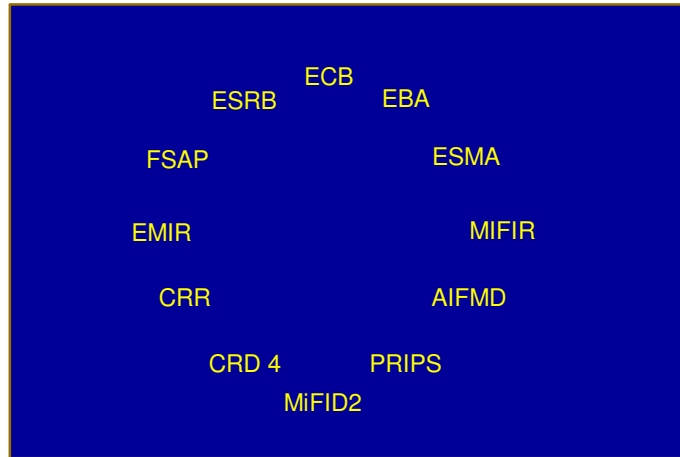 ECB
ESRB
EBA
FSAP
ESMA
EMIR
MIFIR
CRR
AIFMD
CRD 4
PRIPS
MiFID2